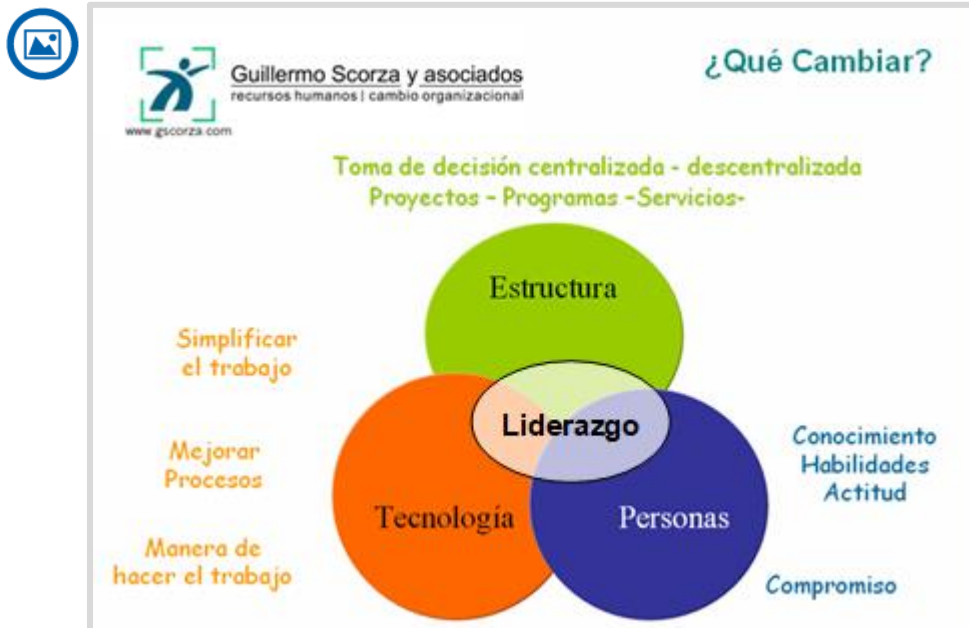 Guillermo Scorza y asociados
recursos humanos | cambio organizacional
www.gscorza.com
¿Qué Cambiar?
Toma de decisión centralizada - descentralizada
Proyectos - Programas -Servicios-
Estructura
Simplificar
el trabajo
Liderazgo
Mejorar
Procesos
Conocimiento
Habilidades
Actitud
Tecnología
Personas
Manera de
hacer el trabajo
Compromiso